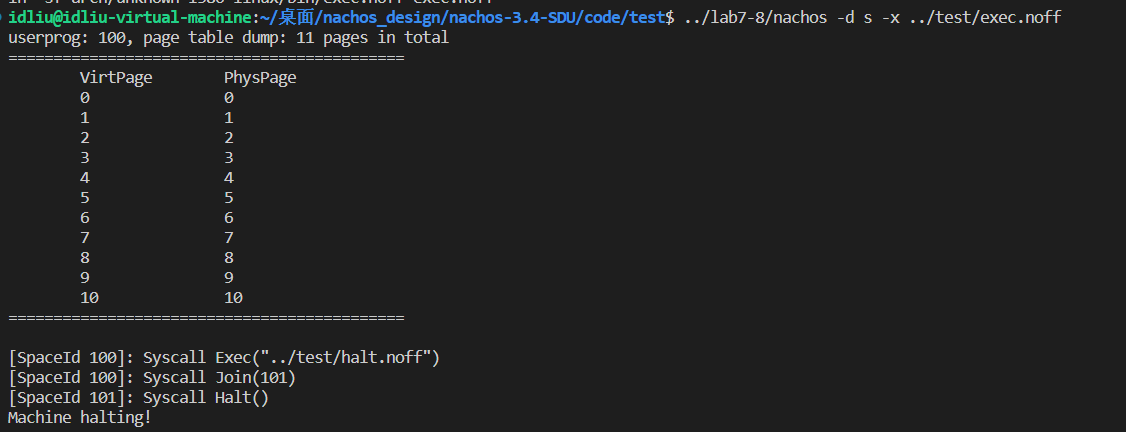 idliu@idliu-virtual-machine:~/桌面/nachos_design/nachos-3.4-SDU/code/test$ ../lab7-8/nachos -d s -x ../test/exec.noff
userprog: 100, page table dump: 11 pages in total
============================================
VirtPage PhysPage
0 0
1 1
2 2
3 3
4 4
5 5
6 6
7 7
8 8
9 9
10 10
============================================
[SpaceId 100]: Syscall Exec("../test/halt.noff")
[SpaceId 100]: Syscall Join(101)
[SpaceId 101]: Syscall Halt()
Machine halting!